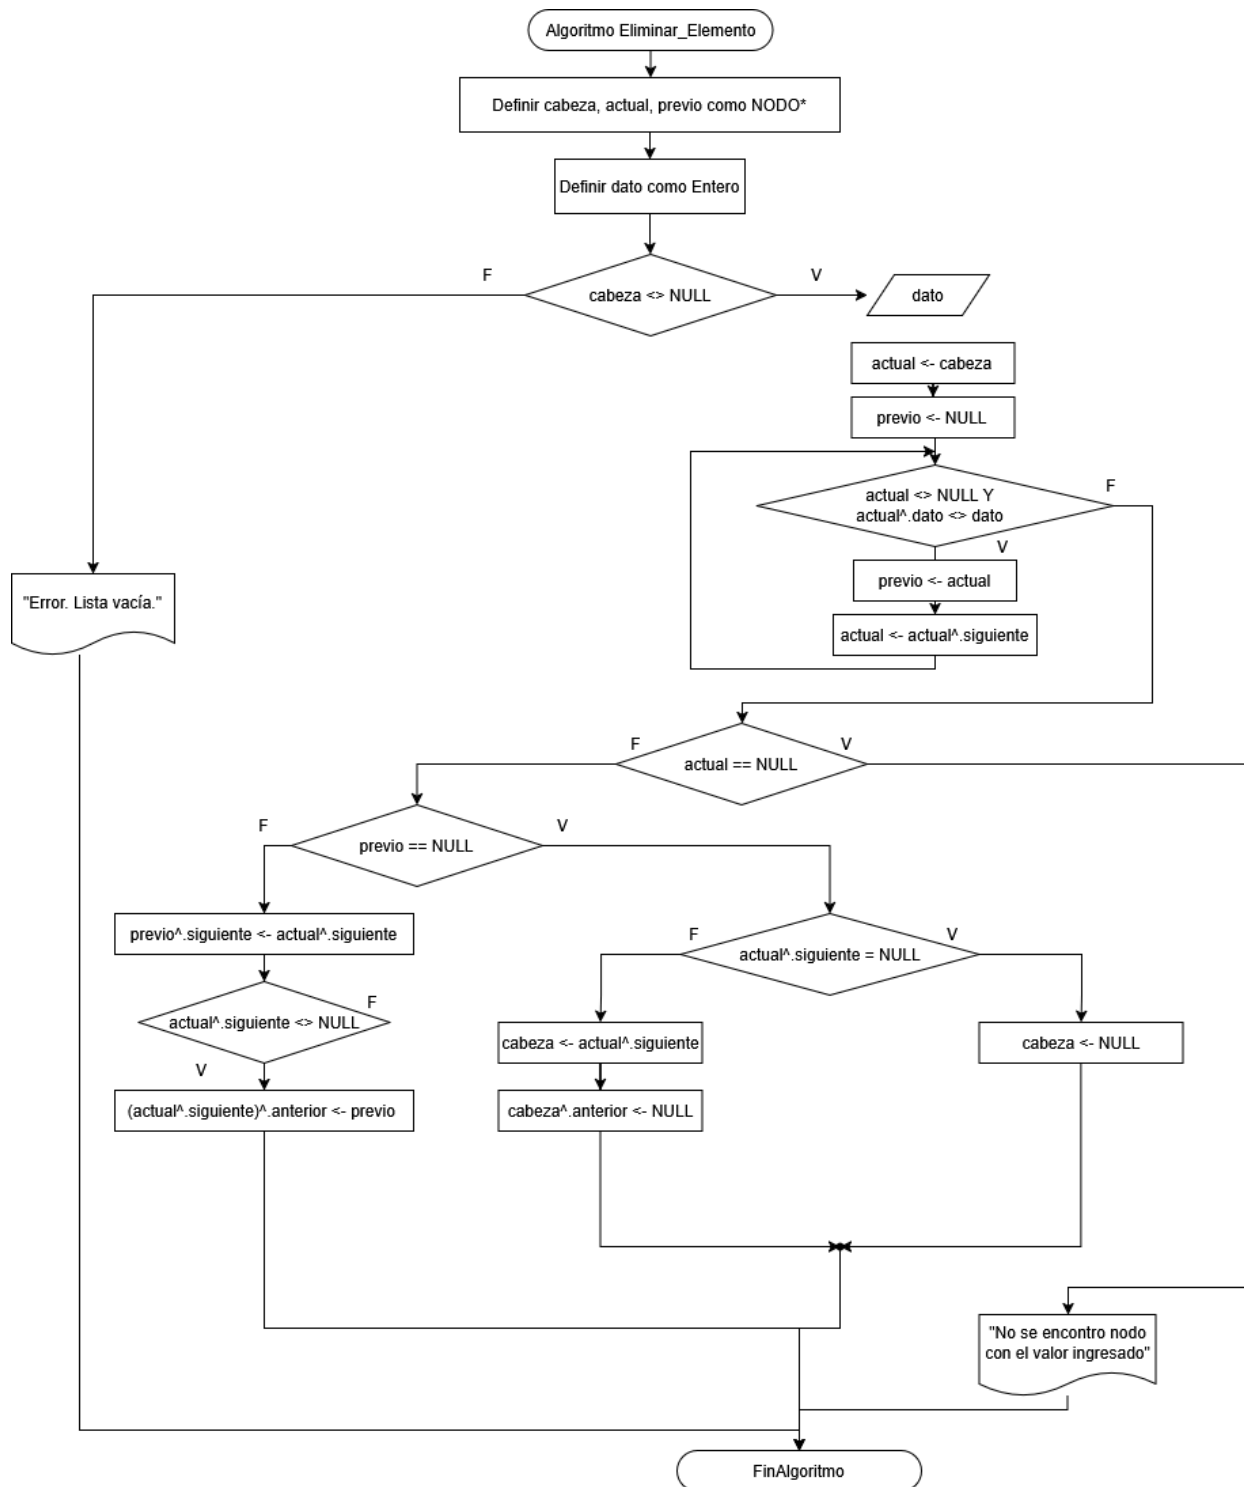 Algoritmo Eliminar_Elemento
Definir cabeza, actual, previo como NODO*
Definir dato como Entero
F
V
cabeza <> NULL
dato
actual <- cabeza
previo <- NULL
actual <> NULL Y
actual^.dato <> dato
F
V
previo <- actual
"Error. Lista vacía."
actual <- actual^.siguiente
F
V
actual == NULL
F
V
previo == NULL
previo^.siguiente <- actual^.siguiente
F
V
actual^.siguiente = NULL
F
actual^.siguiente <> NULL
V
cabeza <- actual^.siguiente
cabeza <- NULL
(actual^.siguiente)^.anterior <- previo
cabeza^.anterior <- NULL
"No se encontro nodo
con el valor ingresado"
FinAlgoritmo